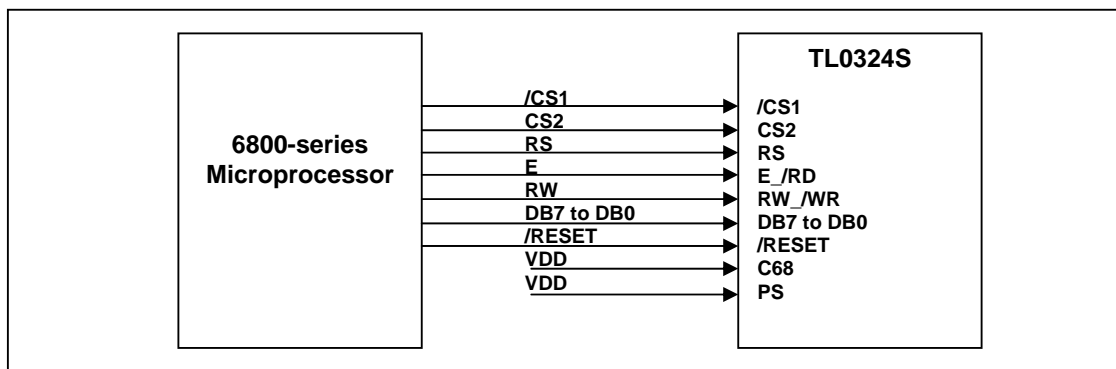 TL0324S
6800-series
Microprocessor
/CS1
CS2
RS
E
RW
DB7 to DB0
/RESET
VDD
VDD
/CS1
CS2
RS
E_/RD
RW_/WR
DB7 to DB0
/RESET
C68
PS